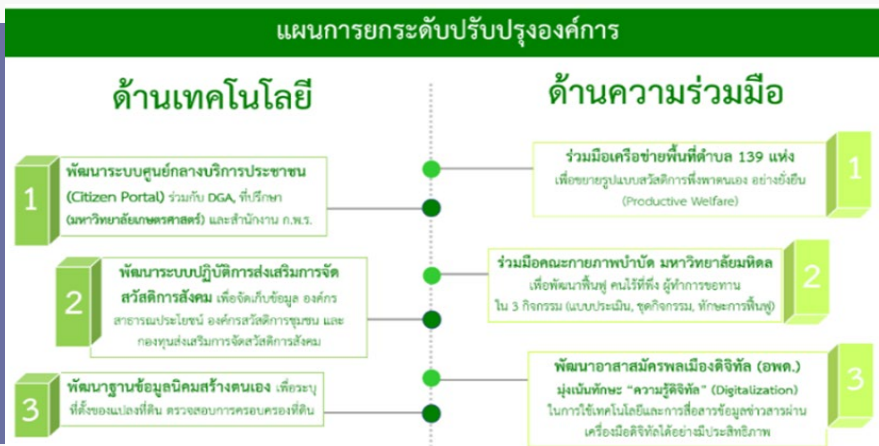 แผนการยกระดับปรับปรุงองค์การ
ด้านเทคโนโลยี
1
พัฒนาระบบศูนย์กลางบริการประชาชน
(Citizen Portal) ร่วมกับ DGA, ที่ปรึกษา
(มหาวิทยาลัยเกษตรศาสตร์) และสำนักงาน ก.พ.ร.
2
พัฒนาระบบปฏิบัติการส่งเสริมการจัด
สวัสดิการสังคม เพื่อจัดเก็บข้อมูล องค์กร
สาธารณประโยชน์ องค์กรสวัสดิการชุมชน และ
กองทุนส่งเสริมการจัดสวัสดิการสังคม
3
พัฒนาฐานข้อมูลนิคมสร้างตนเอง เพื่อระบุ
ที่ตั้งของแปลงที่ดิน ตรวจสอบการครอบครองที่ดิน
ด้านความร่วมมือ
ร่วมมือเครือข่ายพื้นที่ตำบล 139 แห่ง
เพื่อขยายรูปแบบสวัสดิการพึ่งพาตนเอง อย่างยั่งยืน
(Productive Welfare)
1
ร่วมมือคณะกายภาพบำบัด มหาวิทยาลัยมหิดล
เพื่อพัฒนาฟื้นฟู คนไร้ที่พึ่ง ผู้ทำการขอทาน
ใน 3 กิจกรรม (แบบประเมิน, ชุดกิจกรรม, ทักษะการฟื้นฟู)
2
พัฒนาอาสาสมัครพลเมืองดิจิทัล (อพด.)
มุ่งเน้นทักษะ “ความรู้ดิจิทัล” (Digitalization)
ในการใช้เทคโนโลยีและการสื่อสารข้อมูลข่าวสารผ่าน
เครื่องมือดิจิทัลได้อย่างมีประสิทธิภาพ
3